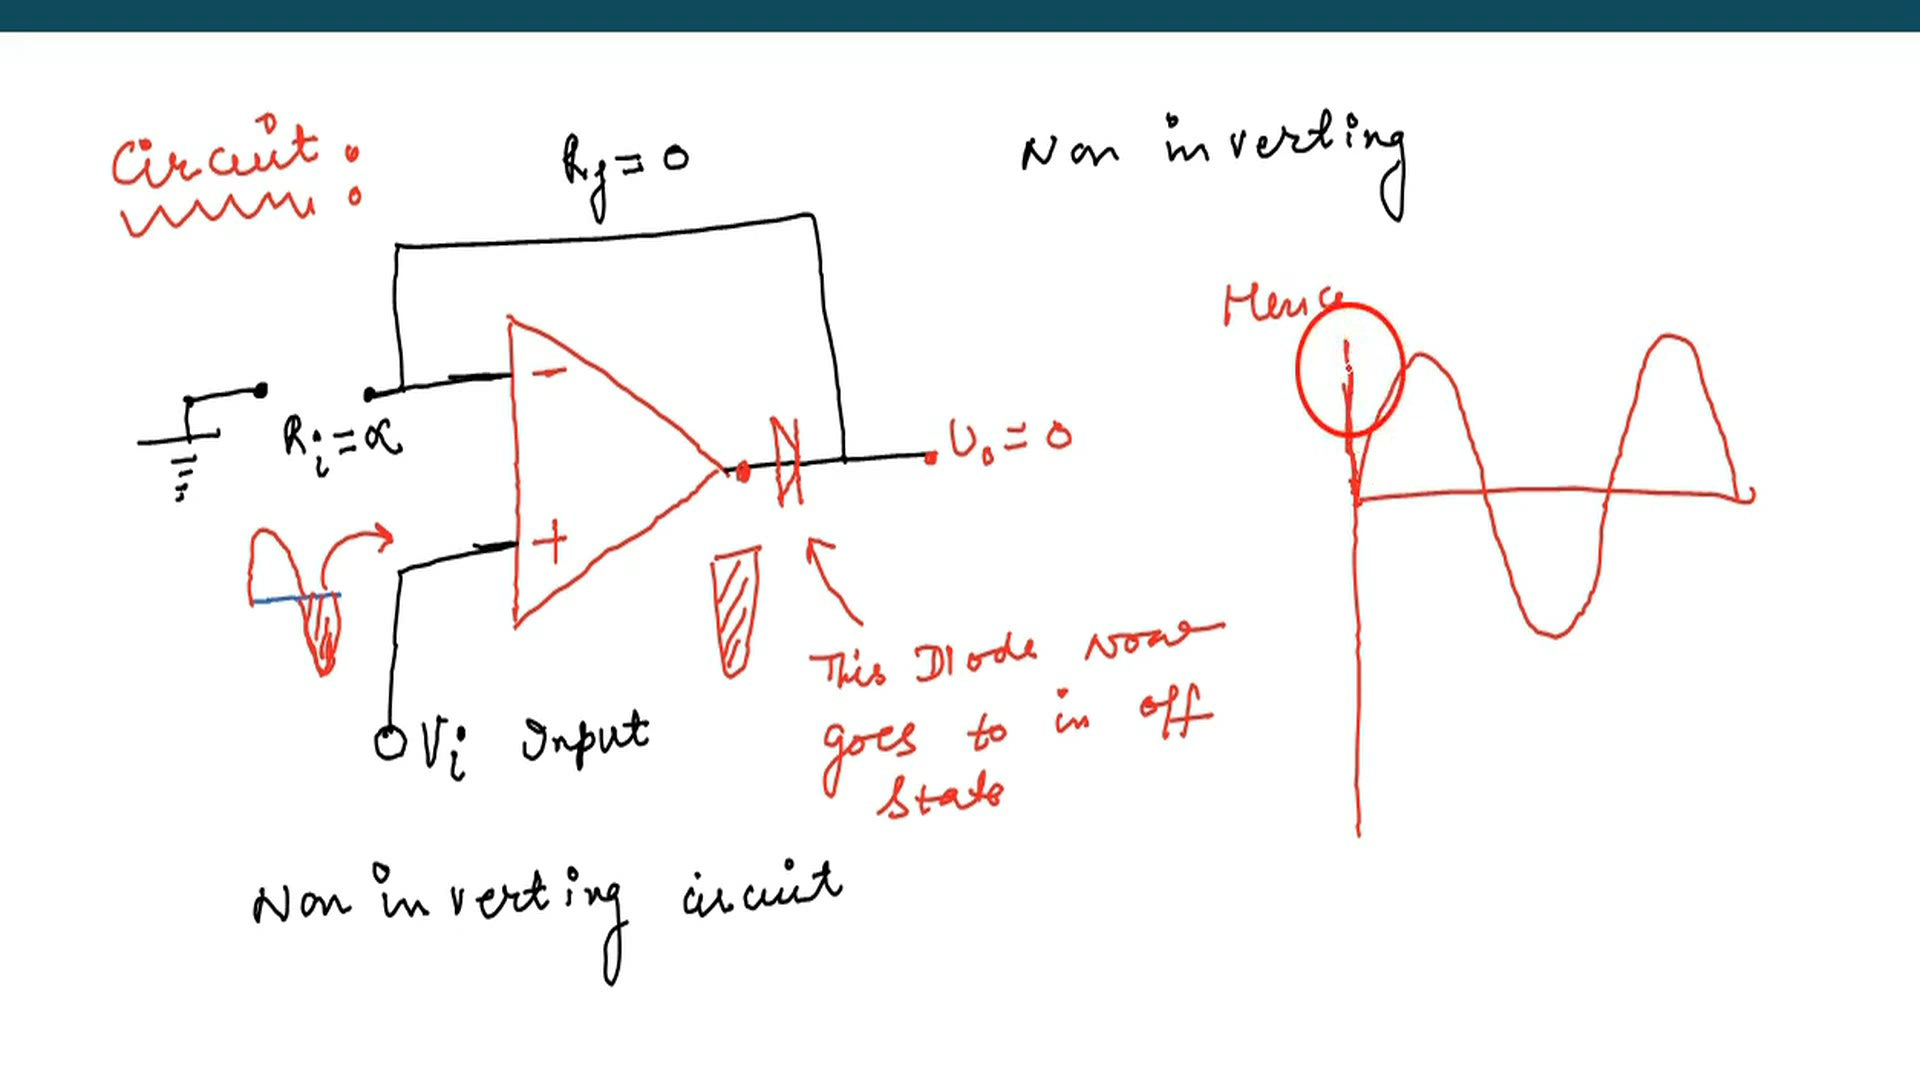 Circuit :
Rf = 0
Non inverting
Hence
−
Ri = α
Vo = 0
+
This Diode now
goes to in off
state
Vi Input
Non inverting circuit